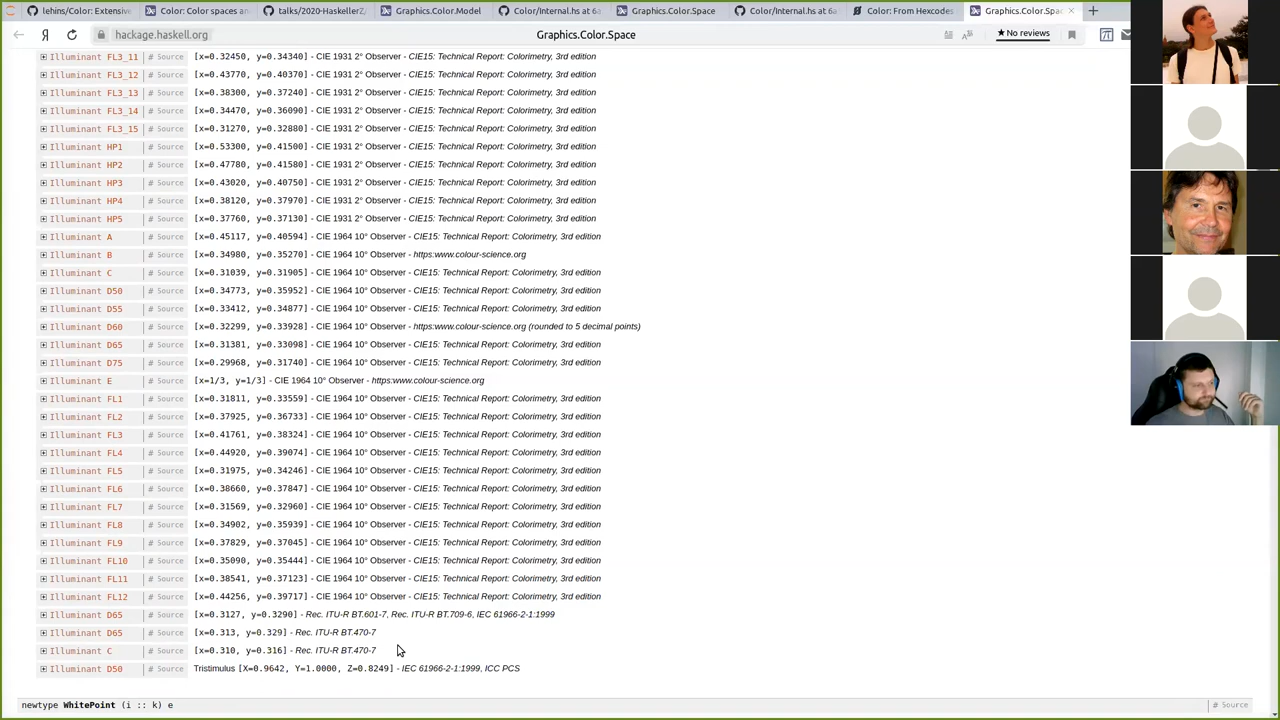 lehins/Color: Extensiv
Color: Color spaces an
talks/2020-HaskellerZ/
Graphics.Color.Model
Color/Internal.hs at 6a
Graphics.Color.Space
Color/Internal.hs at 6a
Color: From Hexcodes
Graphics.Color.Spac
hackage.haskell.org
Graphics.Color.Space
★ No reviews
Illuminant FL3_11 # Source [x=0.32450, y=0.34340] - CIE 1931 2° Observer - CIE15: Technical Report: Colorimetry, 3rd edition
Illuminant FL3_12 # Source [x=0.43770, y=0.40370] - CIE 1931 2° Observer - CIE15: Technical Report: Colorimetry, 3rd edition
Illuminant FL3_13 # Source [x=0.38300, y=0.37240] - CIE 1931 2° Observer - CIE15: Technical Report: Colorimetry, 3rd edition
Illuminant FL3_14 # Source [x=0.34470, y=0.36090] - CIE 1931 2° Observer - CIE15: Technical Report: Colorimetry, 3rd edition
Illuminant FL3_15 # Source [x=0.31270, y=0.32880] - CIE 1931 2° Observer - CIE15: Technical Report: Colorimetry, 3rd edition
Illuminant HP1 # Source [x=0.53300, y=0.41500] - CIE 1931 2° Observer - CIE15: Technical Report: Colorimetry, 3rd edition
Illuminant HP2 # Source [x=0.47780, y=0.41580] - CIE 1931 2° Observer - CIE15: Technical Report: Colorimetry, 3rd edition
Illuminant HP3 # Source [x=0.43020, y=0.40750] - CIE 1931 2° Observer - CIE15: Technical Report: Colorimetry, 3rd edition
Illuminant HP4 # Source [x=0.38120, y=0.37970] - CIE 1931 2° Observer - CIE15: Technical Report: Colorimetry, 3rd edition
Illuminant HP5 # Source [x=0.37760, y=0.37130] - CIE 1931 2° Observer - CIE15: Technical Report: Colorimetry, 3rd edition
Illuminant A # Source [x=0.45117, y=0.40594] - CIE 1964 10° Observer - CIE15: Technical Report: Colorimetry, 3rd edition
Illuminant B # Source [x=0.34980, y=0.35270] - CIE 1964 10° Observer - https:www.colour-science.org
Illuminant C # Source [x=0.31039, y=0.31905] - CIE 1964 10° Observer - CIE15: Technical Report: Colorimetry, 3rd edition
Illuminant D50 # Source [x=0.34773, y=0.35952] - CIE 1964 10° Observer - CIE15: Technical Report: Colorimetry, 3rd edition
Illuminant D55 # Source [x=0.33412, y=0.34877] - CIE 1964 10° Observer - CIE15: Technical Report: Colorimetry, 3rd edition
Illuminant D60 # Source [x=0.32299, y=0.33928] - CIE 1964 10° Observer - https:www.colour-science.org (rounded to 5 decimal points)
Illuminant D65 # Source [x=0.31381, y=0.33098] - CIE 1964 10° Observer - CIE15: Technical Report: Colorimetry, 3rd edition
Illuminant D75 # Source [x=0.29968, y=0.31740] - CIE 1964 10° Observer - CIE15: Technical Report: Colorimetry, 3rd edition
Illuminant E # Source [x=1/3, y=1/3] - CIE 1964 10° Observer - https:www.colour-science.org
Illuminant FL1 # Source [x=0.31811, y=0.33559] - CIE 1964 10° Observer - CIE15: Technical Report: Colorimetry, 3rd edition
Illuminant FL2 # Source [x=0.37925, y=0.36733] - CIE 1964 10° Observer - CIE15: Technical Report: Colorimetry, 3rd edition
Illuminant FL3 # Source [x=0.41761, y=0.38324] - CIE 1964 10° Observer - CIE15: Technical Report: Colorimetry, 3rd edition
Illuminant FL4 # Source [x=0.44920, y=0.39074] - CIE 1964 10° Observer - CIE15: Technical Report: Colorimetry, 3rd edition
Illuminant FL5 # Source [x=0.31975, y=0.34246] - CIE 1964 10° Observer - CIE15: Technical Report: Colorimetry, 3rd edition
Illuminant FL6 # Source [x=0.38660, y=0.37847] - CIE 1964 10° Observer - CIE15: Technical Report: Colorimetry, 3rd edition
Illuminant FL7 # Source [x=0.31569, y=0.32960] - CIE 1964 10° Observer - CIE15: Technical Report: Colorimetry, 3rd edition
Illuminant FL8 # Source [x=0.34902, y=0.35939] - CIE 1964 10° Observer - CIE15: Technical Report: Colorimetry, 3rd edition
Illuminant FL9 # Source [x=0.37829, y=0.37045] - CIE 1964 10° Observer - CIE15: Technical Report: Colorimetry, 3rd edition
Illuminant FL10 # Source [x=0.35090, y=0.35444] - CIE 1964 10° Observer - CIE15: Technical Report: Colorimetry, 3rd edition
Illuminant FL11 # Source [x=0.38541, y=0.37123] - CIE 1964 10° Observer - CIE15: Technical Report: Colorimetry, 3rd edition
Illuminant FL12 # Source [x=0.44256, y=0.39717] - CIE 1964 10° Observer - CIE15: Technical Report: Colorimetry, 3rd edition
Illuminant D65 # Source [x=0.3127, y=0.3290] - Rec. ITU-R BT.601-7, Rec. ITU-R BT.709-6, IEC 61966-2-1:1999
Illuminant D65 # Source [x=0.313, y=0.329] - Rec. ITU-R BT.470-7
Illuminant C # Source [x=0.310, y=0.316] - Rec. ITU-R BT.470-7
Illuminant D50 # Source Tristimulus [X=0.9642, Y=1.0000, Z=0.8249] - IEC 61966-2-1:1999, ICC PCS
newtype WhitePoint (i :: k) e # Source